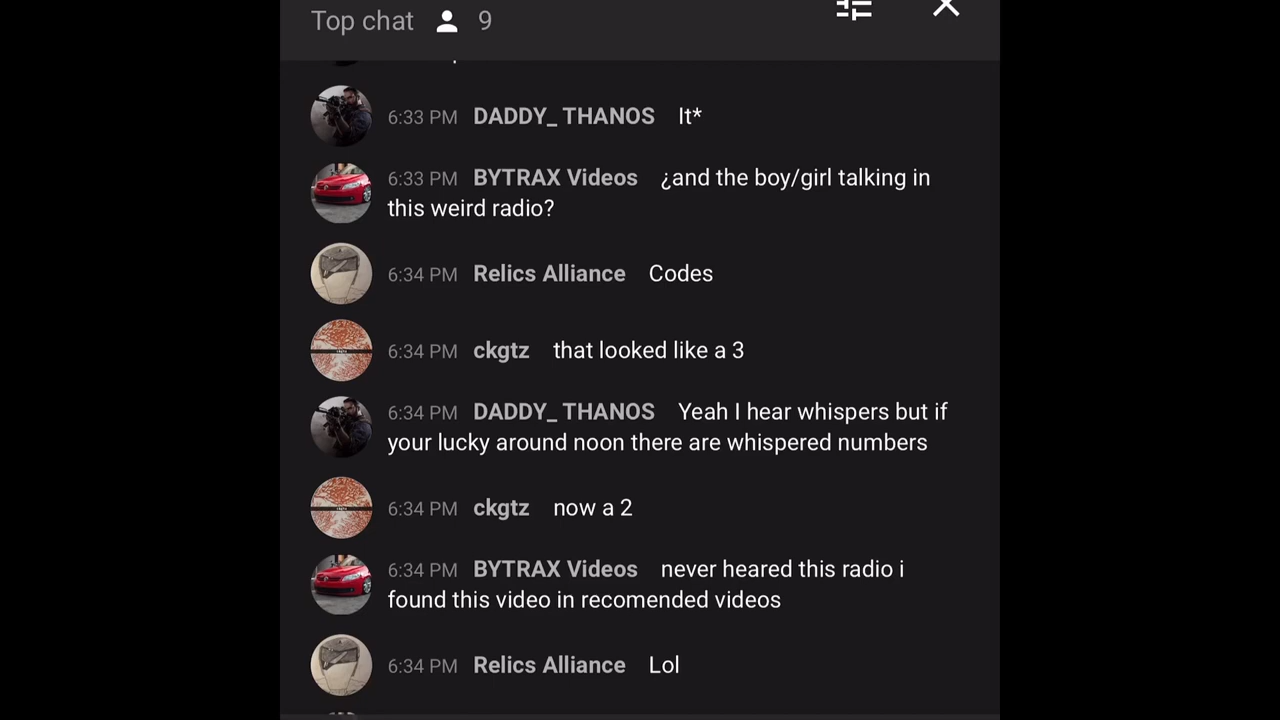 Top chat 9
6:33 PM DADDY_ THANOS It*
6:33 PM BYTRAX Videos ¿and the boy/girl talking in
this weird radio?
6:34 PM Relics Alliance Codes
6:34 PM ckgtz that looked like a 3
6:34 PM DADDY_ THANOS Yeah I hear whispers but if
your lucky around noon there are whispered numbers
6:34 PM ckgtz now a 2
6:34 PM BYTRAX Videos never heared this radio i
found this video in recomended videos
6:34 PM Relics Alliance Lol